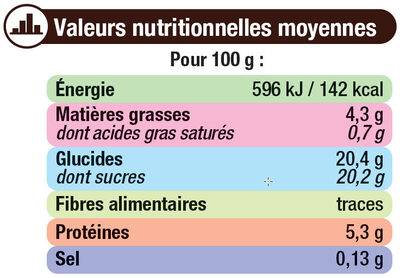 Valeurs nutritionnelles moyennes
Pour 100 g :
Énergie 596 kJ / 142 kcal
Matières grasses 4,3 g
dont acides gras saturés 0,7 g
Glucides 20,4 g
dont sucres 20,2 g
Fibres alimentaires traces
Protéines 5,3 g
Sel 0,13 g